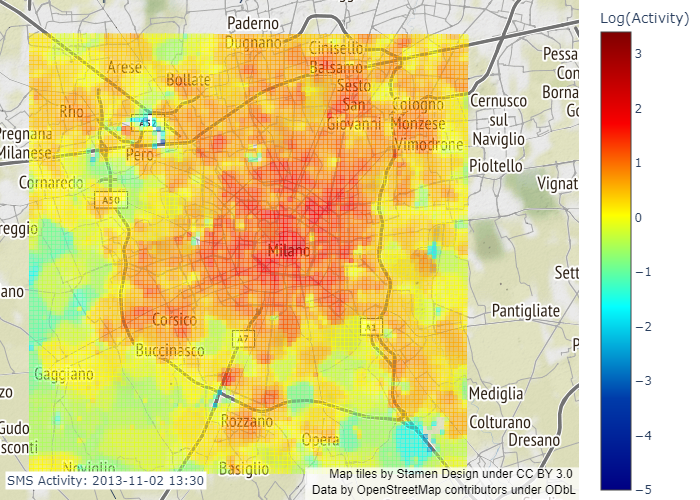 Log(Activity)
3
2
1
0
−1
−2
−3
−4
−5
Paderno
Dugnano
Cinisello
Balsamo
Sesto
San
Giovanni
Arese
Bollate
Rho
A52
Pero
Pregnana
Milanese
Cornaredo
A50
Cologno
Monzese
Vimodrone
Cernusco
sul
Naviglio
Pioltello
Pessa
Con
Borna
Go
Vignat
reggio
ano
Milano
Sett
Pantigliate
P
Corsico
Buccinasco
A7
A1
Gaggiano
zo
Gudo
sconti
Rozzano
Opera
Mediglia
Colturano
Dresano
Noviglio
Basiglio
SMS Activity: 2013-11-02 13:30
Map tiles by Stamen Design under CC BY 3.0
Data by OpenStreetMap contributors under ODbL